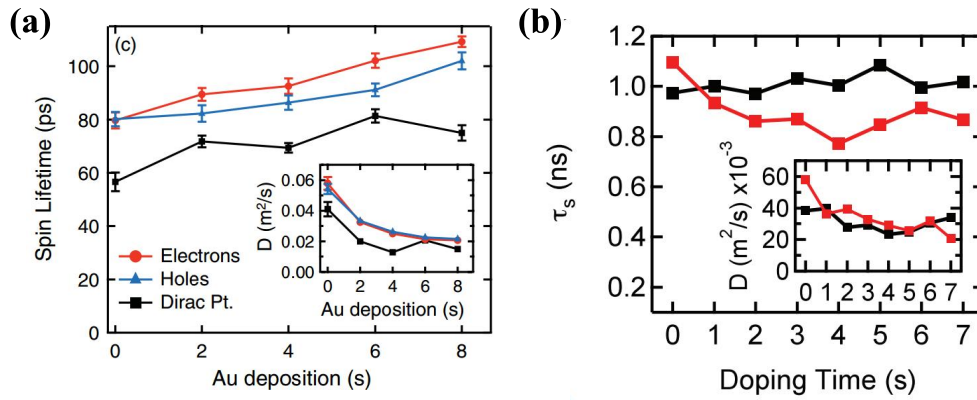 (a)
(c)
Spin Lifetime (ps)
100
80
60
40
20
0
Electrons
Holes
Dirac Pt.
0 2 4 6 8
Au deposition (s)
D (m²/s)
0.06
0.04
0.02
0.00
0 2 4 6 8
Au deposition (s)
(b)
τs (ns)
1.2
1.0
0.8
0.6
0.4
0.2
0 1 2 3 4 5 6 7
Doping Time (s)
D (m²/s) x10⁻³
60
40
20
0
0 1 2 3 4 5 6 7